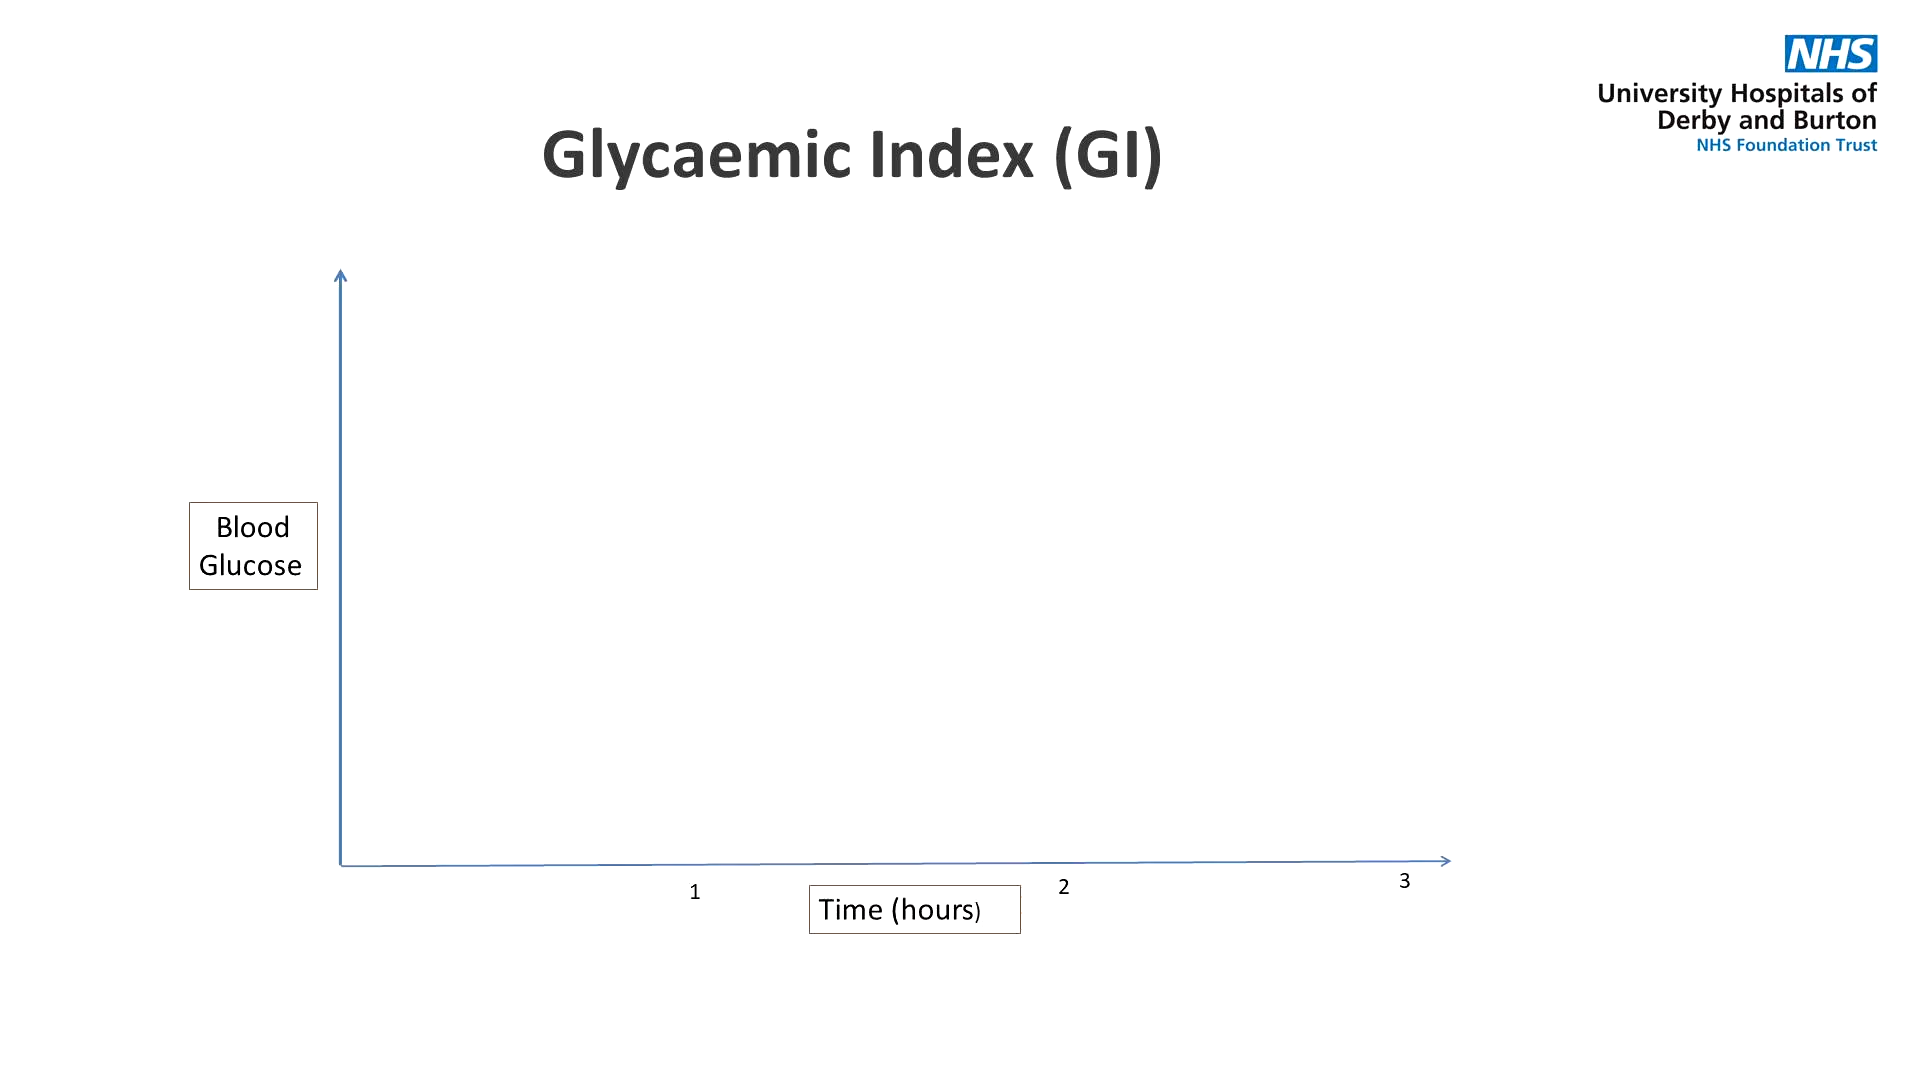 NHS
University Hospitals of
Derby and Burton
NHS Foundation Trust
Glycaemic Index (GI)
Blood
Glucose
1
2
3
Time (hours)